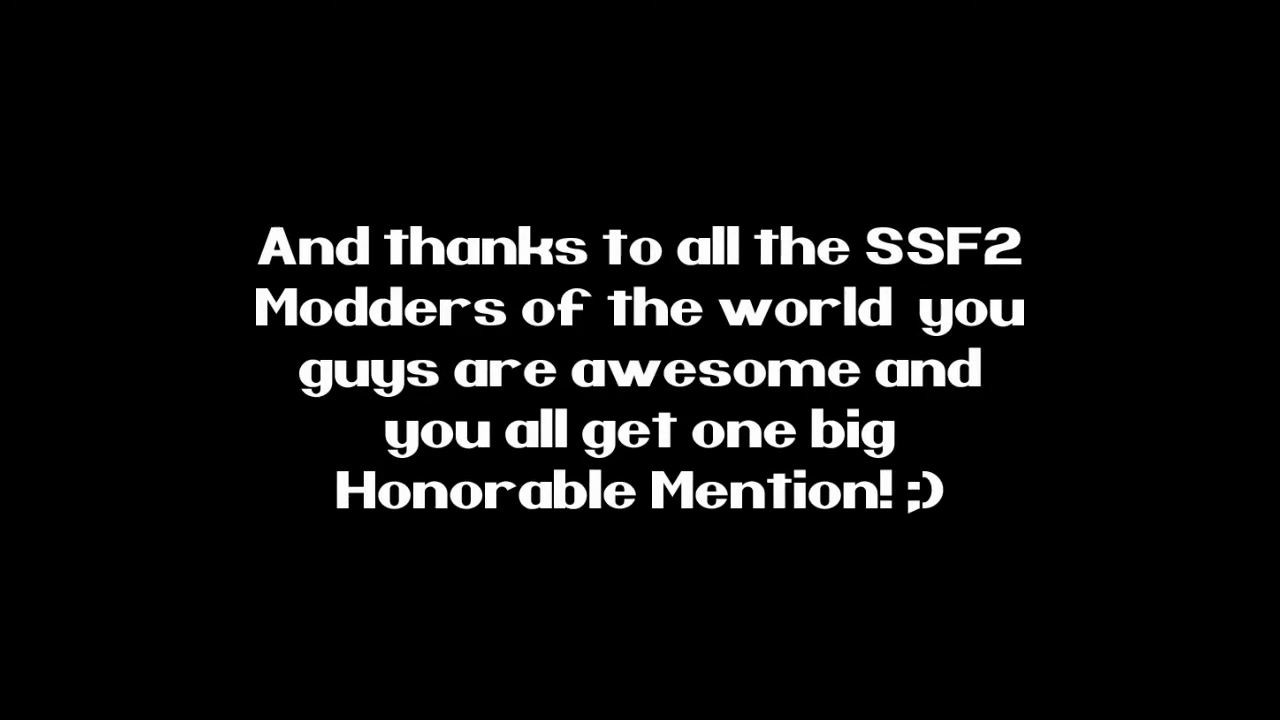 And thanks to all the SSF2
Modders of the world  you
guys are awesome and
you all get one big
Honorable Mention! ;)